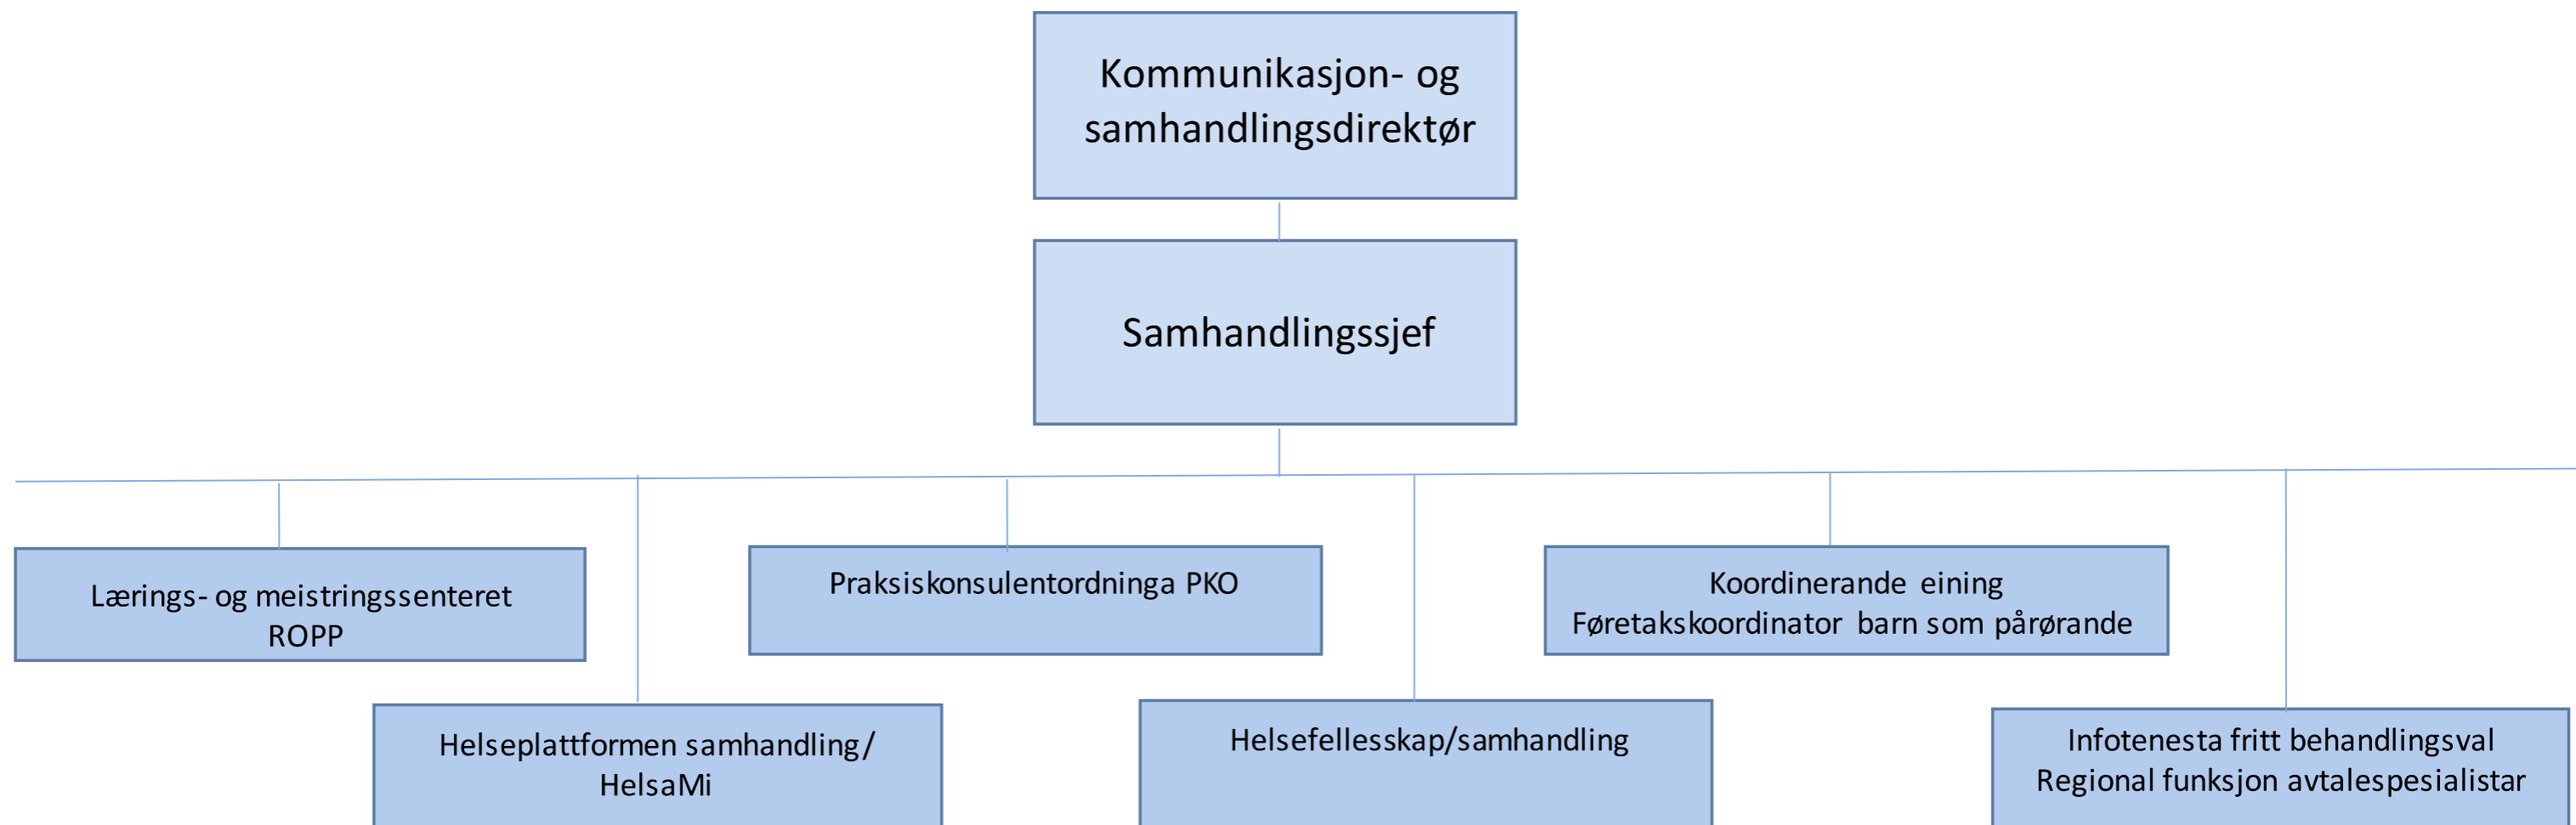 Kommunikasjon- og
samhandlingsdirektør
Samhandlingssjef
Lærings- og meistringssenteret
ROPP
Praksiskonsulentordninga PKO
Koordinerande eining
Føretakskoordinator barn som pårørande
Helseplattformen samhandling/
HelsaMi
Helsefellesskap/samhandling
Infotenesta fritt behandlingsval
Regional funksjon avtalespesialistar